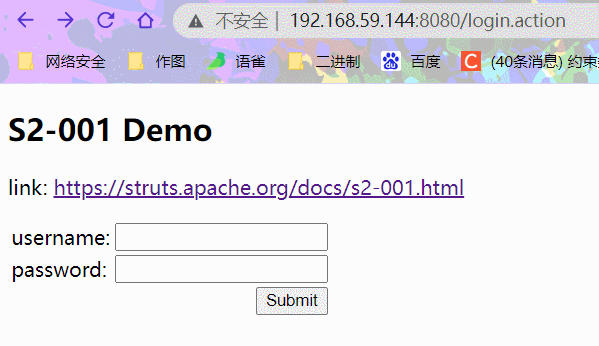 不安全 | 192.168.59.144:8080/login.action
网络安全 作图 语雀 二进制 百度 C (40条消息) 约束
S2-001 Demo
link: https://struts.apache.org/docs/s2-001.html
username:
password:
Submit